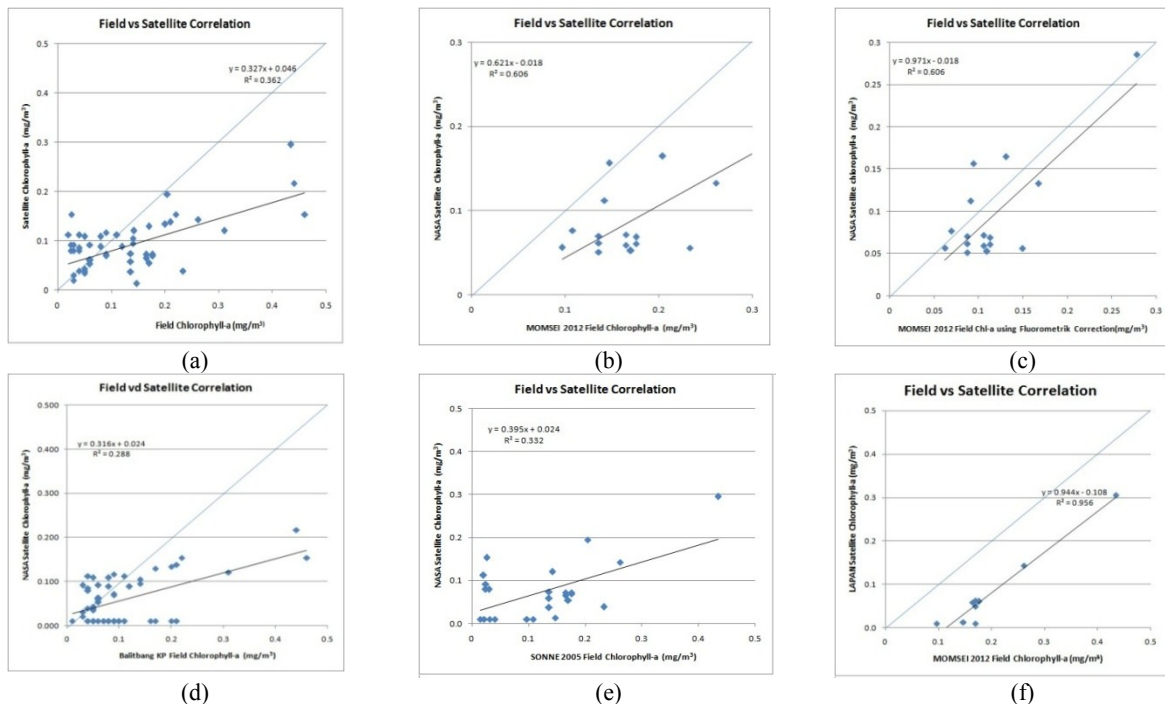 Field vs Satellite Correlation
0.5
0.4
0.3
0.2
0.1
0
0
0.1
0.2
0.3
0.4
0.5
y = 0.327x + 0.046
R² = 0.362
Satellite Chlorophyll-a (mg/m³)
Field Chlorophyll-a (mg/m³)
(a)
Field vs Satellite Correlation
0.3
0.2
0.1
0
0
0.1
0.2
0.3
y = 0.621x - 0.018
R² = 0.606
NASA Satellite Chlorophyll-a (mg/m³)
MOMSEI 2012 Field Chlorophyll-a (mg/m³)
(b)
Field vs Satellite Correlation
0.3
0.25
0.2
0.15
0.1
0.05
0
0
0.05
0.1
0.15
0.2
0.25
0.3
y = 0.971x - 0.018
R² = 0.606
NASA Satellite chlorophyll-a (mg/m³)
MOMSEI 2012 Field Chl-a using Fluorometrik Correction(mg/m³)
(c)
Field vd Satellite Correlation
0.500
0.400
0.300
0.200
0.100
0.000
0
0.1
0.2
0.3
0.4
0.5
y = 0.316x + 0.024
R² = 0.288
NASA Satellite Chlorophyll-a (mg/m³)
Balitbang KP Field Chlorophyll-a (mg/m³)
(d)
Field vs Satellite Correlation
0.5
0.4
0.3
0.2
0.1
0
0
0.1
0.2
0.3
0.4
0.5
y = 0.395x + 0.024
R² = 0.332
NASA Satellite Chlorophyll-a (mg/m³)
SONNE 2005 Field Chlorophyll-a (mg/m³)
(e)
Field vs Satellite Correlation
0.5
0.4
0.3
0.2
0.1
0
0
0.1
0.2
0.3
0.4
0.5
y = 0.944x - 0.108
R² = 0.956
LAPAN Satellite Chlorophyll-a (mg/m³)
MOMSEI 2012 Field Chlorophyll-a (mg/m⁴)
(f)